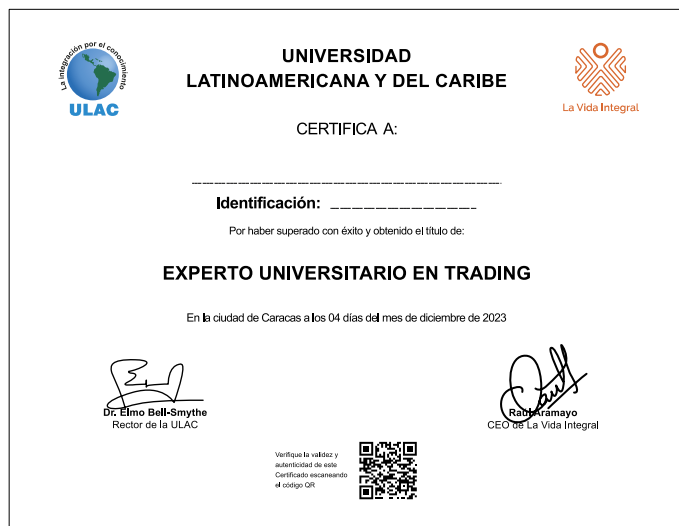 La integración por el conocimiento
ULAC
UNIVERSIDAD
LATINOAMERICANA Y DEL CARIBE
La Vida Integral
CERTIFICA A:
Identificación:
Por haber superado con éxito y obtenido el título de:
EXPERTO UNIVERSITARIO EN TRADING
En la ciudad de Caracas a los 04 días del mes de diciembre de 2023
Dr. Elmo Bell-Smythe
Rector de la ULAC
Raúl Aramayo
CEO de La Vida Integral
Verifique la validez y
autenticidad de este
Certificado escaneando
el código QR